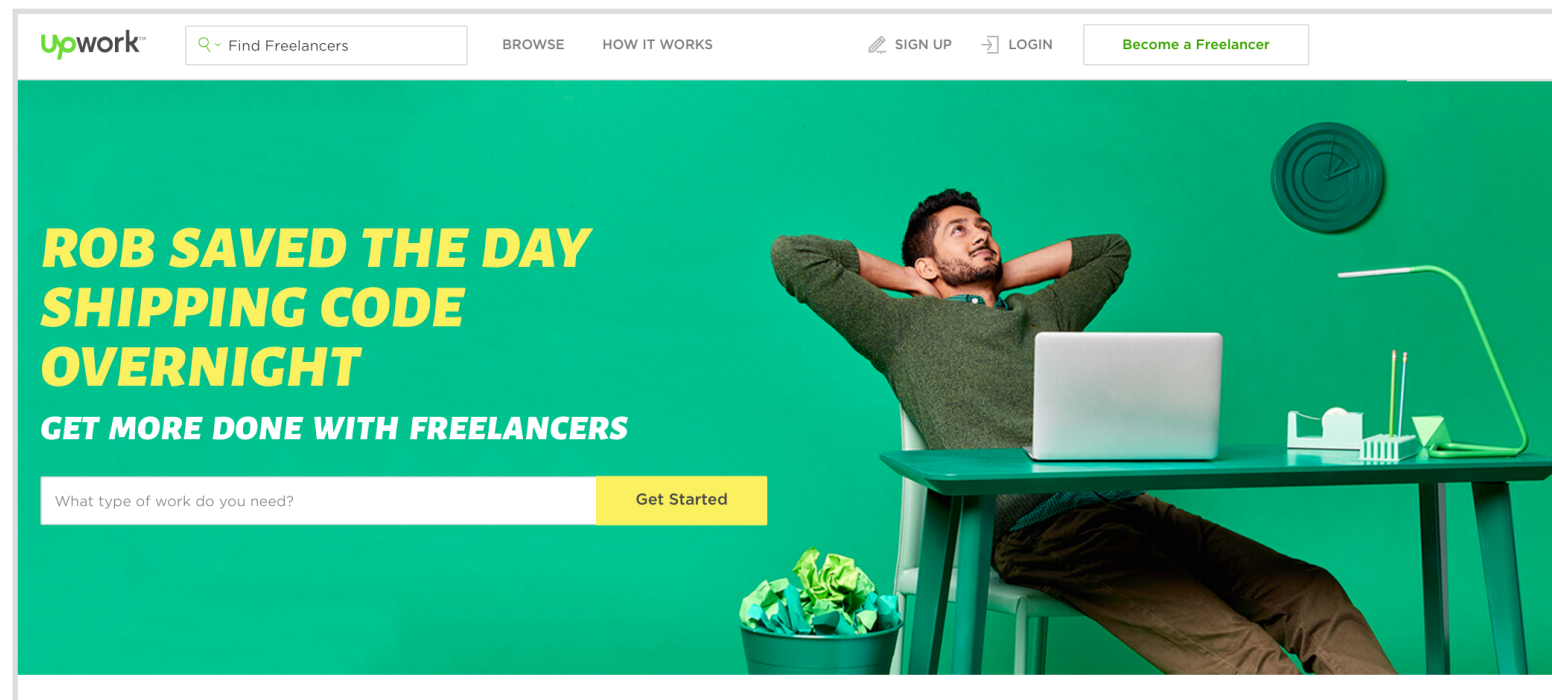 Upwork™
Find Freelancers
BROWSE
HOW IT WORKS
SIGN UP
LOGIN
Become a Freelancer
ROB SAVED THE DAY
SHIPPING CODE
OVERNIGHT
GET MORE DONE WITH FREELANCERS
What type of work do you need?
Get Started